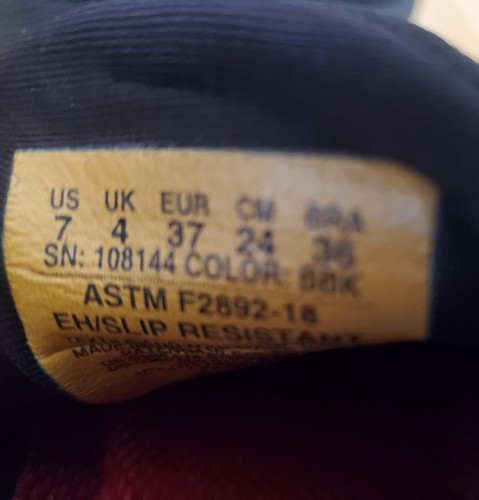 US UK EUR CM BRA
7 4 37 24 36
SN: 108144 COLOR: BBK
ASTM F2892-18
EH/SLIP RESISTANT
MADE